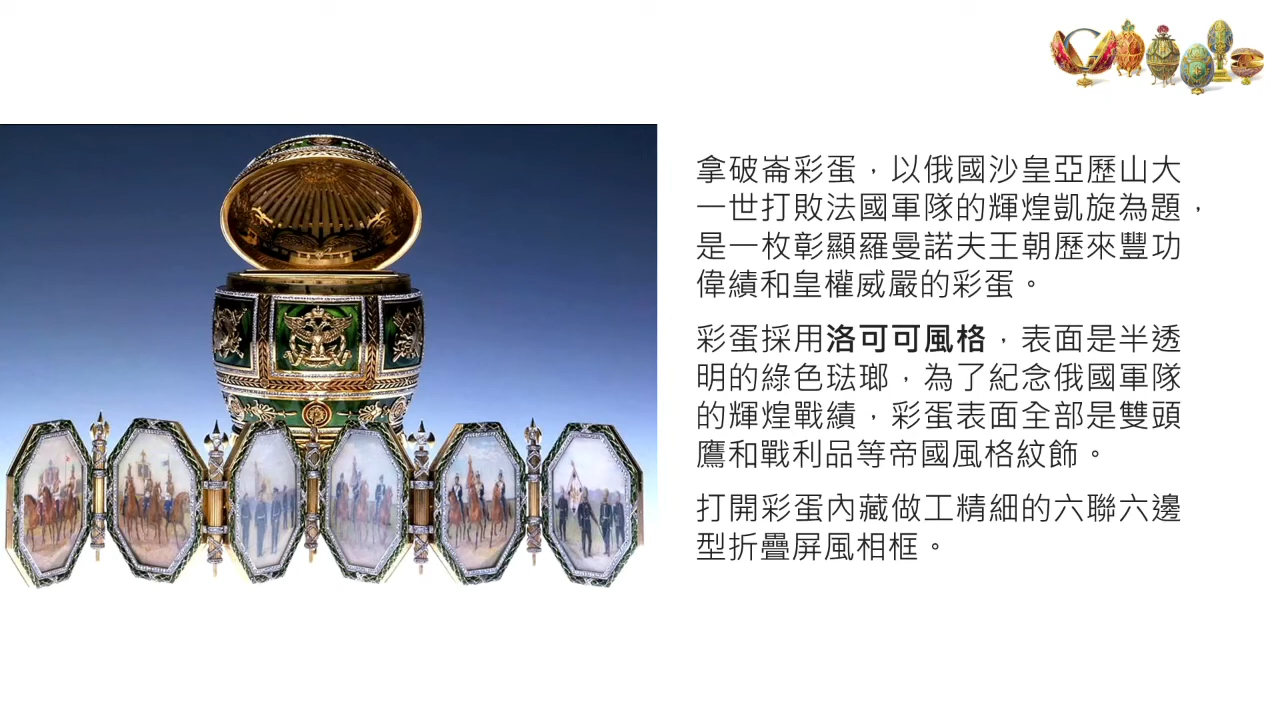 Google
拿破崙彩蛋，以俄國沙皇亞歷山大
一世打敗法國軍隊的輝煌凱旋為題，
是一枚彰顯羅曼諾夫王朝歷來豐功
偉績和皇權威嚴的彩蛋。
彩蛋採用洛可可風格，表面是半透
明的綠色琺瑯，為了紀念俄國軍隊
的輝煌戰績，彩蛋表面全部是雙頭
鷹和戰利品等帝國風格紋飾。
打開彩蛋內藏做工精細的六聯六邊
型折疊屏風相框。